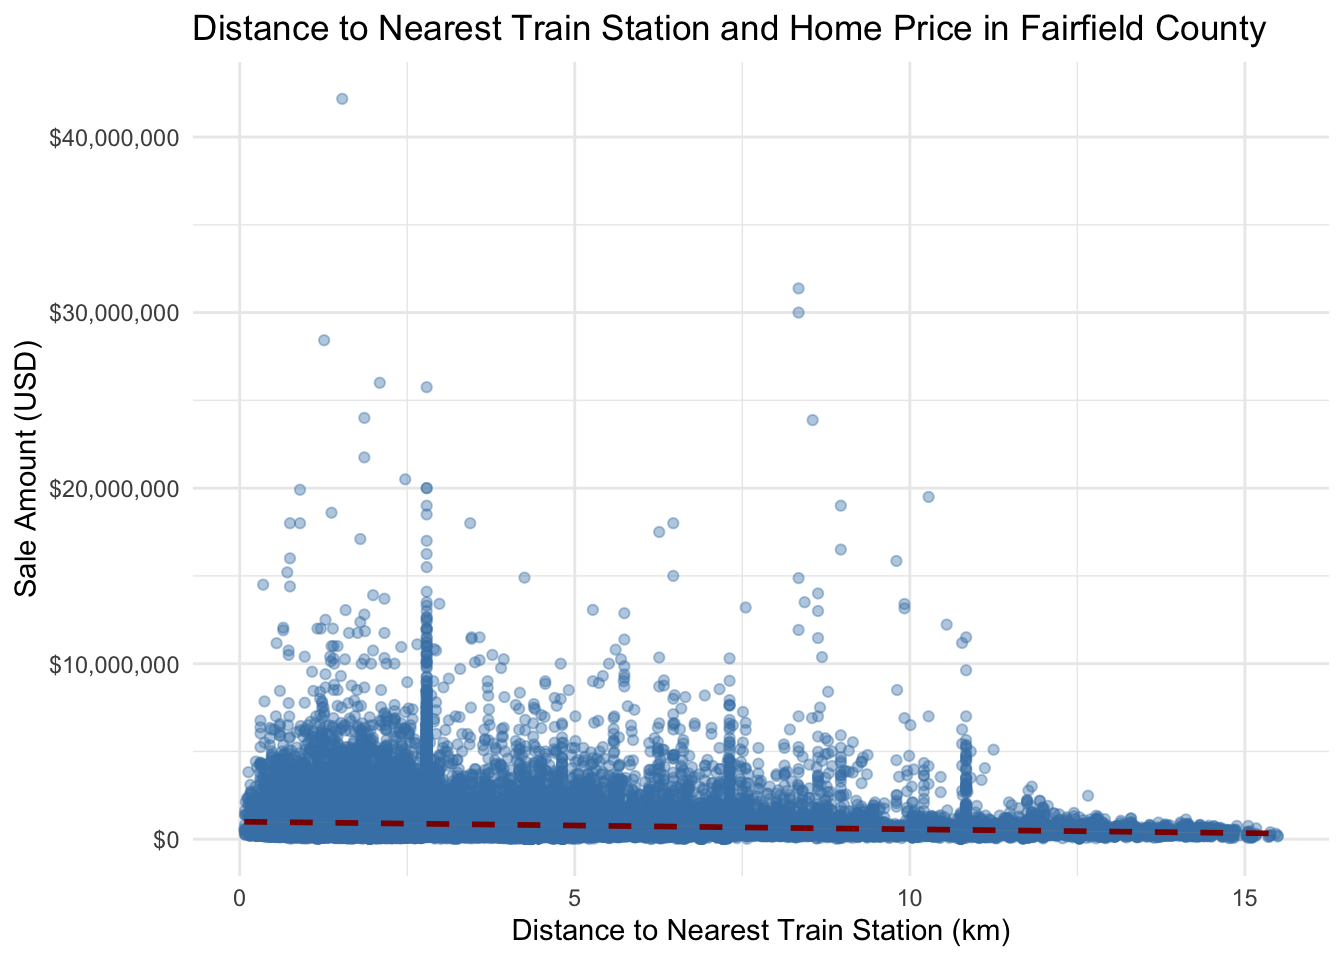 Distance to Nearest Train Station and Home Price in Fairfield County
$40,000,000
$30,000,000
$20,000,000
$10,000,000
$0
Sale Amount (USD)
0 5 10 15
Distance to Nearest Train Station (km)